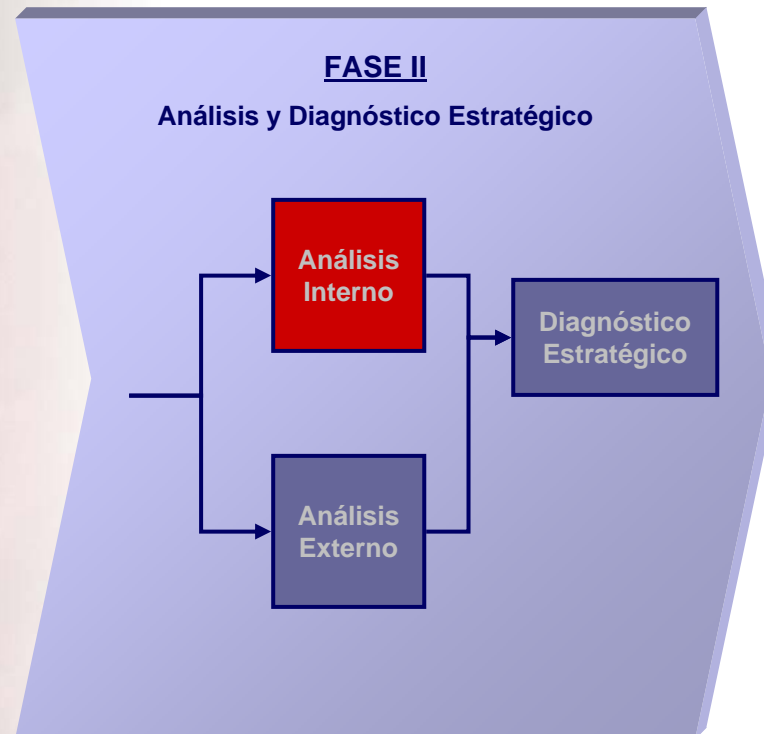 FASE II
Análisis y Diagnóstico Estratégico
Análisis
Interno
Diagnóstico
Estratégico
Análisis
Externo